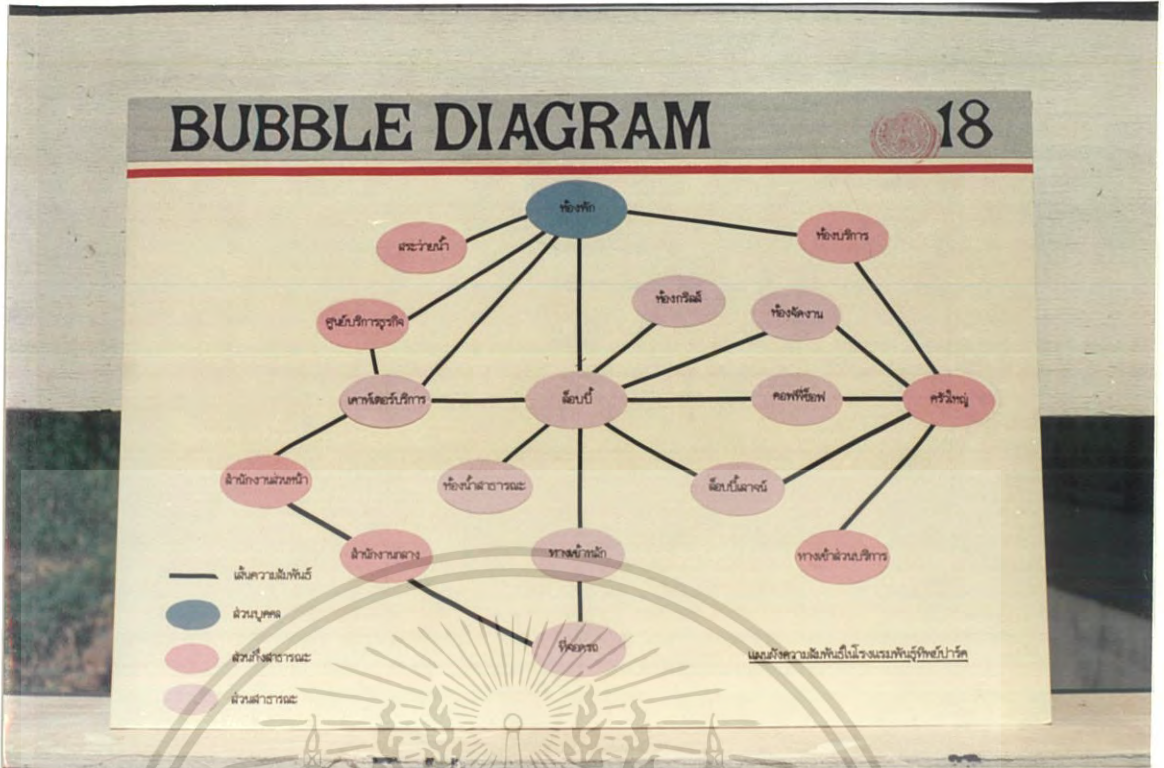 BUBBLE DIAGRAM
18
ห้องพัก
สระว่ายน้ำ
ห้องบริการ
ห้องกริลล์
ห้องจัดงาน
ศูนย์บริการธุรกิจ
เคาท์เตอร์บริการ
ล็อบบี้
คอฟฟี่ช็อฟ
ครัวใหญ่
สำนักงานส่วนหน้า
ห้องน้ำสาธารณะ
ล็อบบี้เลาจน์
สำนักงานกลาง
ทางเข้าหลัก
ทางเข้าส่วนบริการ
ที่จอดรถ
เส้นความสัมพันธ์
ส่วนบุคคล
ส่วนกึ่งสาธารณะ
ส่วนสาธารณะ
แผนผังความสัมพันธ์ในโรงแรมพันธุ์ทิพย์ปาร์ค